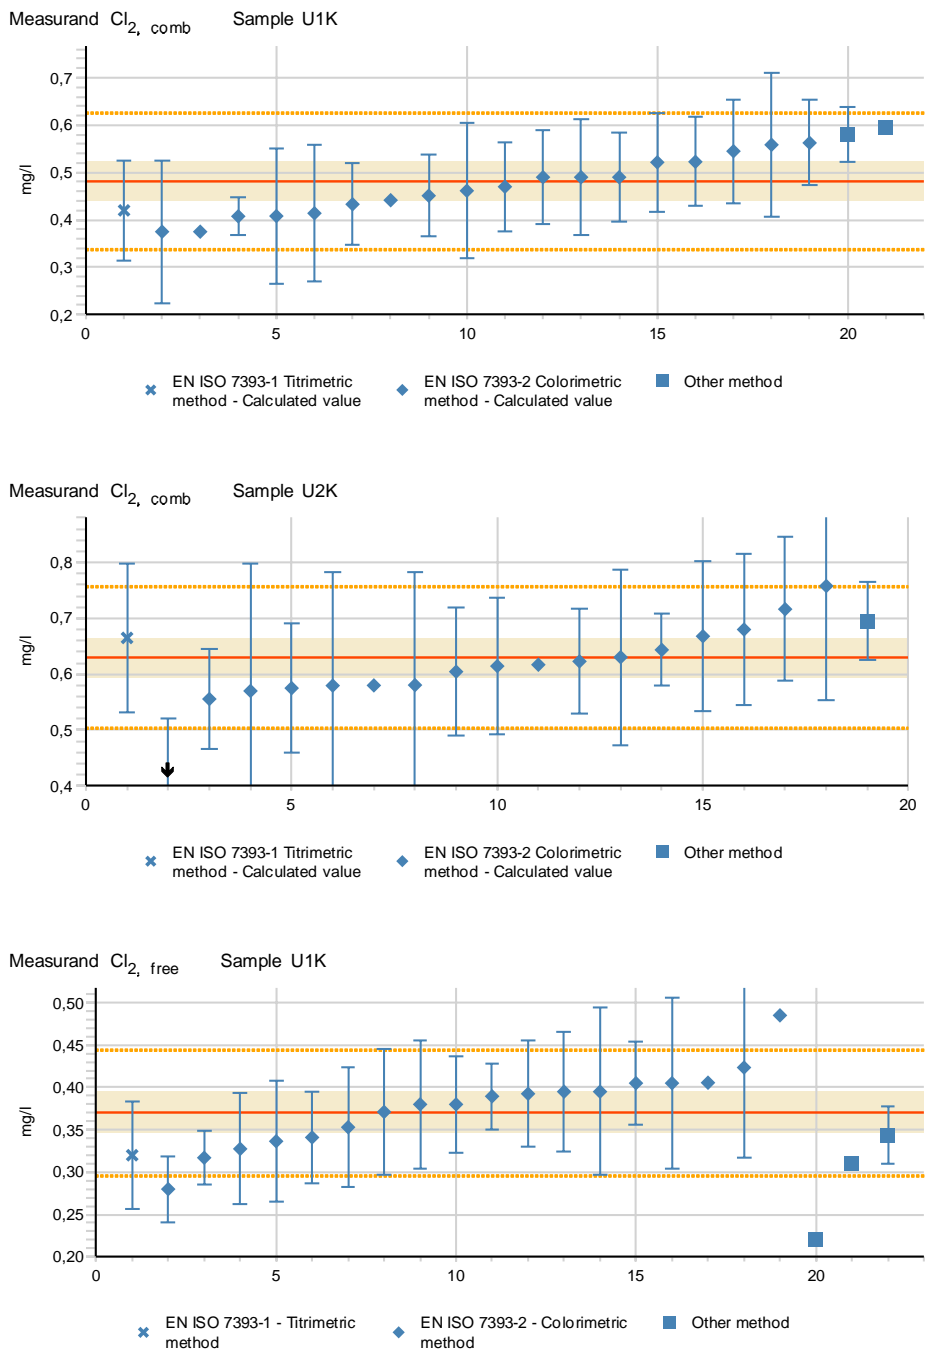 Measurand Cl2, comb Sample U1K
0,7
0,6
0,5
0,4
0,3
0,2
mg/l
0 5 10 15 20
EN ISO 7393-1 Titrimetric
method - Calculated value
EN ISO 7393-2 Colorimetric
method - Calculated value
Other method
Measurand Cl2, comb Sample U2K
0,8
0,7
0,6
0,5
0,4
mg/l
0 5 10 15 20
EN ISO 7393-1 Titrimetric
method - Calculated value
EN ISO 7393-2 Colorimetric
method - Calculated value
Other method
Measurand Cl2, free Sample U1K
0,50
0,45
0,40
0,35
0,30
0,25
0,20
mg/l
0 5 10 15 20
EN ISO 7393-1 - Titrimetric
method
EN ISO 7393-2 - Colorimetric
method
Other method